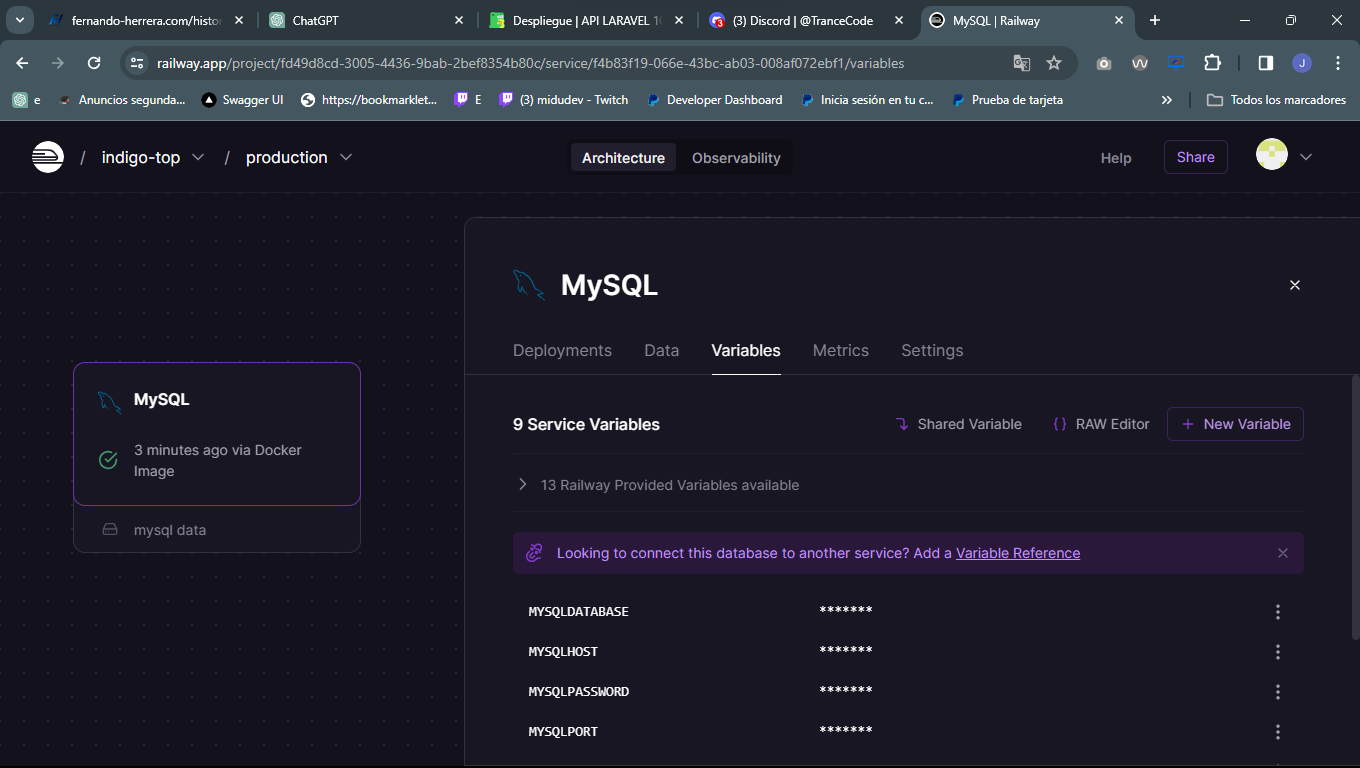 fernando-herrera.com/histor
ChatGPT
Despliegue | API LARAVEL 10
(3) Discord | @TranceCode
MySQL | Railway
railway.app/project/fd49d8cd-3005-4436-9bab-2bef8354b80c/service/f4b83f19-066e-43bc-ab03-008af072ebf1/variables
J
e
Anuncios segunda...
Swagger UI
https://bookmarklet...
E
(3) midudev - Twitch
Developer Dashboard
Inicia sesión en tu c...
Prueba de tarjeta
»
Todos los marcadores
/ indigo-top / production
Architecture
Observability
Help
Share
MySQL
3 minutes ago via Docker
Image
mysql data
MySQL
Deployments
Data
Variables
Metrics
Settings
9 Service Variables
Shared Variable
{} RAW Editor
+ New Variable
13 Railway Provided Variables available
Looking to connect this database to another service? Add a Variable Reference
MYSQLDATABASE *******
MYSQLHOST *******
MYSQLPASSWORD *******
MYSQLPORT *******